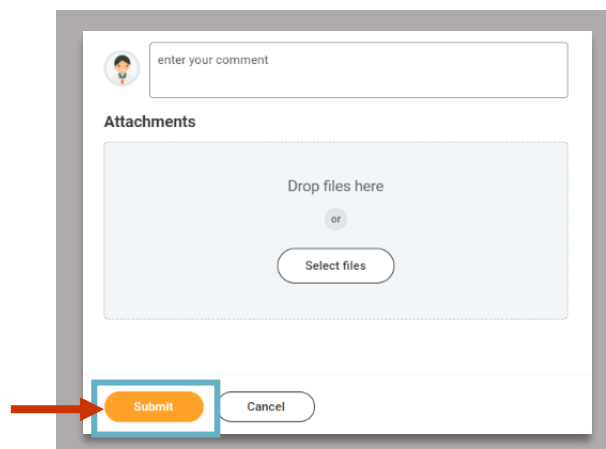 enter your comment
Attachments
Drop files here
or
Select files
Submit
Cancel